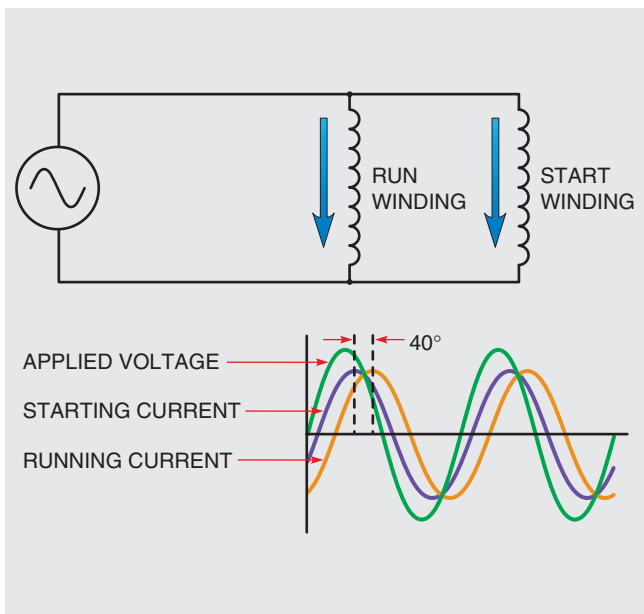 RUN
WINDING
START
WINDING
40°
APPLIED VOLTAGE
STARTING CURRENT
RUNNING CURRENT